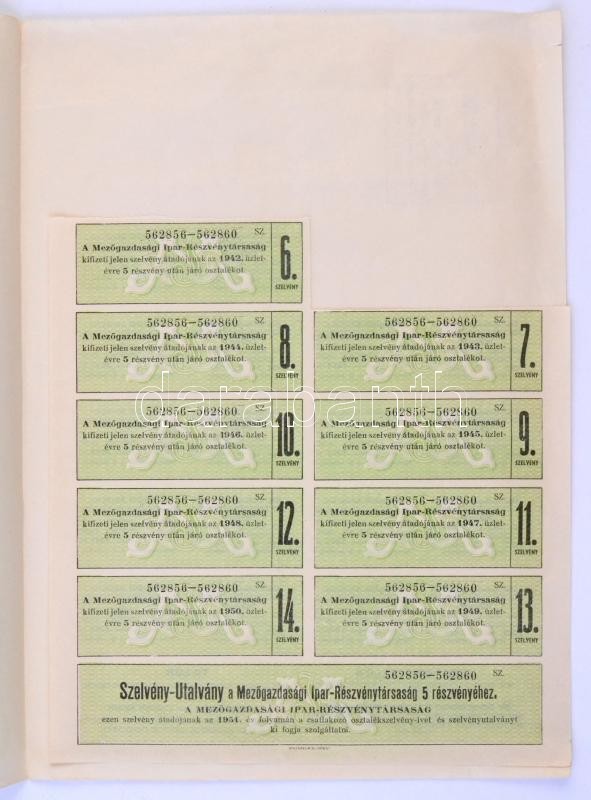 562856—562860 SZ.
A Mezőgazdasági Ipar-Részvénytársaság
kifizeti jelen szelvény átadójának az 1942. üzlet-
évre 5 részvény után járó osztalékot.
6.
SZELVÉNY
562856—562860 SZ.
A Mezőgazdasági Ipar-Részvénytársaság
kifizeti jelen szelvény átadójának az 1944. üzlet-
évre 5 részvény után járó osztalékot.
8.
SZELVÉNY
562856—562860 SZ.
A Mezőgazdasági Ipar-Részvénytársaság
kifizeti jelen szelvény átadójának az 1943. üzlet-
évre 5 részvény után járó osztalékot.
7.
SZELVÉNY
darabanth
562856—562860 SZ.
A Mezőgazdasági Ipar-Részvénytársaság
kifizeti jelen szelvény átadójának az 1946. üzlet-
évre 5 részvény után járó osztalékot.
10.
SZELVÉNY
562856—562860 SZ.
A Mezőgazdasági Ipar-Részvénytársaság
kifizeti jelen szelvény átadójának az 1945. üzlet-
évre 5 részvény után járó osztalékot.
9.
SZELVÉNY
562856—562860 SZ.
A Mezőgazdasági Ipar-Részvénytársaság
kifizeti jelen szelvény átadójának az 1948. üzlet-
évre 5 részvény után járó osztalékot.
12.
SZELVÉNY
562856—562860 SZ.
A Mezőgazdasági Ipar-Részvénytársaság
kifizeti jelen szelvény átadójának az 1947. üzlet-
évre 5 részvény után járó osztalékot.
11.
SZELVÉNY
562856—562860 SZ.
A Mezőgazdasági Ipar-Részvénytársaság
kifizeti jelen szelvény átadójának az 1950. üzlet-
évre 5 részvény után járó osztalékot.
14.
SZELVÉNY
562856—562860 SZ.
A Mezőgazdasági Ipar-Részvénytársaság
kifizeti jelen szelvény átadójának az 1949. üzlet-
évre 5 részvény után járó osztalékot.
13.
SZELVÉNY
562856—562860 SZ.
Szelvény-Utalvány a Mezőgazdasági Ipar-Részvénytársaság 5 részvényéhez.
A MEZŐGAZDASÁGI IPAR-RÉSZVÉNYTÁRSASÁG
ezen szelvény átadójának az 1951. év folyamán a csatlakozó osztalékszelvény-ivet és szelvényutalványt
ki fogja szolgáltatni.